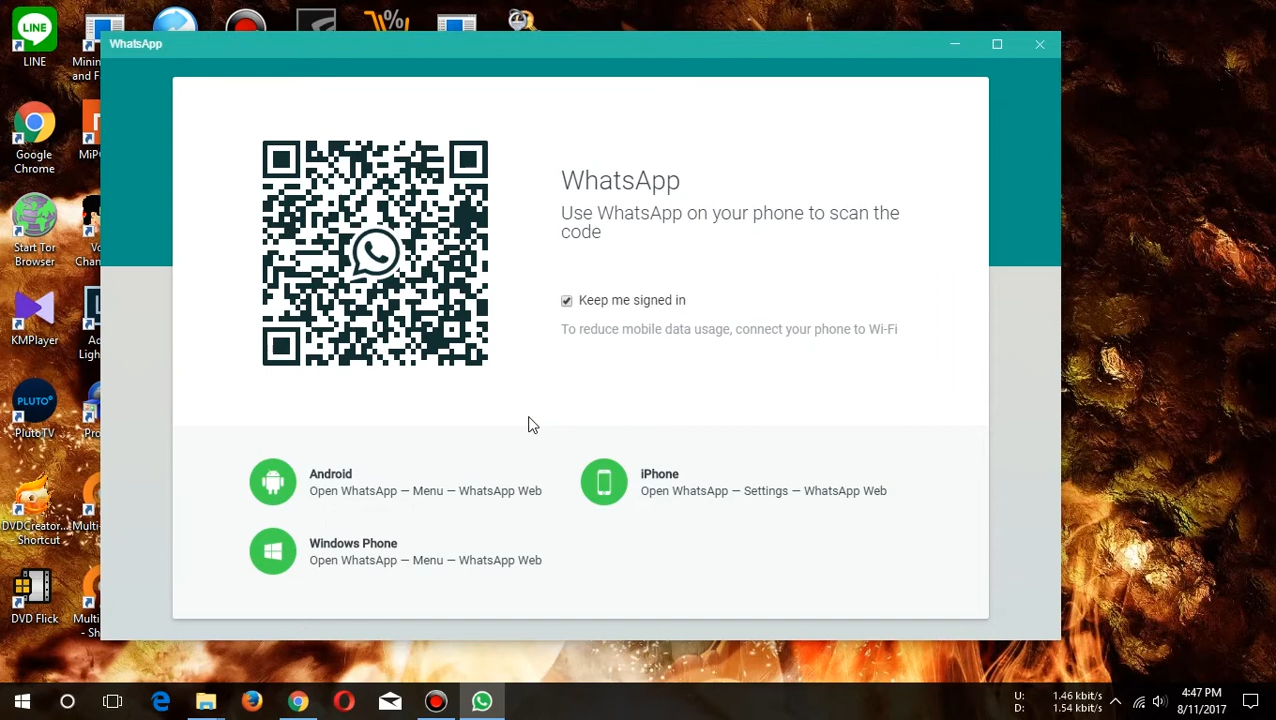 WhatsApp
LINE
Google
Chrome
Start Tor
Browser
KMPlayer
PLUTO
PlutoTV
DVDCreator...
- Shortcut
DVD Flick
WhatsApp
Use WhatsApp on your phone to scan the
code
Keep me signed in
To reduce mobile data usage, connect your phone to Wi-Fi
Android
Open WhatsApp — Menu — WhatsApp Web
iPhone
Open WhatsApp — Settings — WhatsApp Web
Windows Phone
Open WhatsApp — Menu — WhatsApp Web
U: 1.46 kbit/s
D: 1.54 kbit/s
4:47 PM
8/11/2017